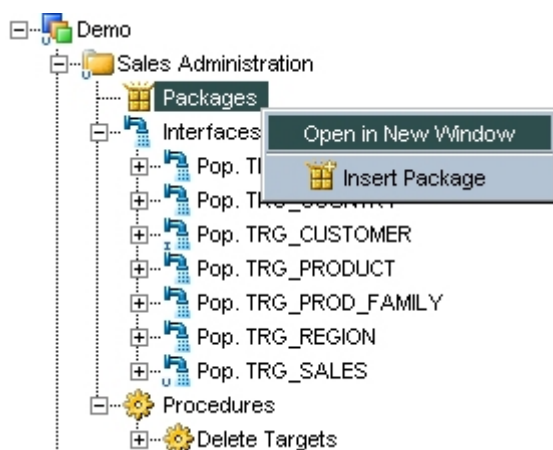 Demo
Sales Administration
Packages
Interfaces
Open in New Window
Pop.
Insert Package
Pop.
Pop. TRG_CUSTOMER
Pop. TRG_PRODUCT
Pop. TRG_PROD_FAMILY
Pop. TRG_REGION
Pop. TRG_SALES
Procedures
Delete Targets